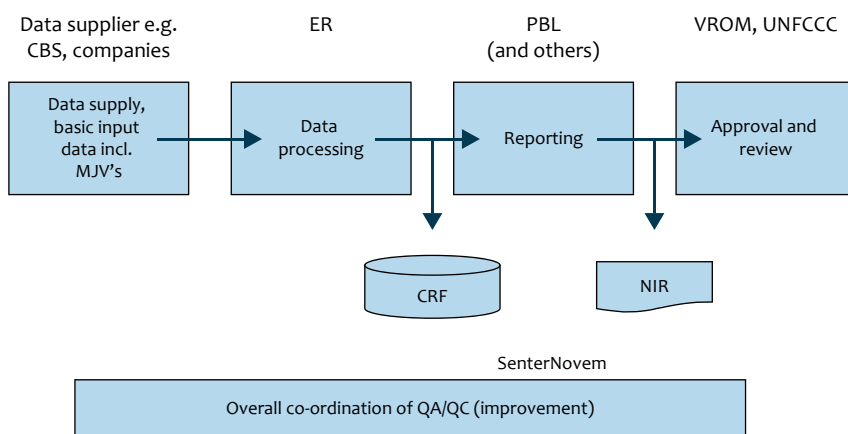 Data supplier e.g.
CBS, companies
ER
PBL
(and others)
VROM, UNFCCC
Data supply,
basic input
data incl.
MJV's
Data
processing
Reporting
Approval and
review
CRF
NIR
SenterNovem
Overall co-ordination of QA/QC (improvement)